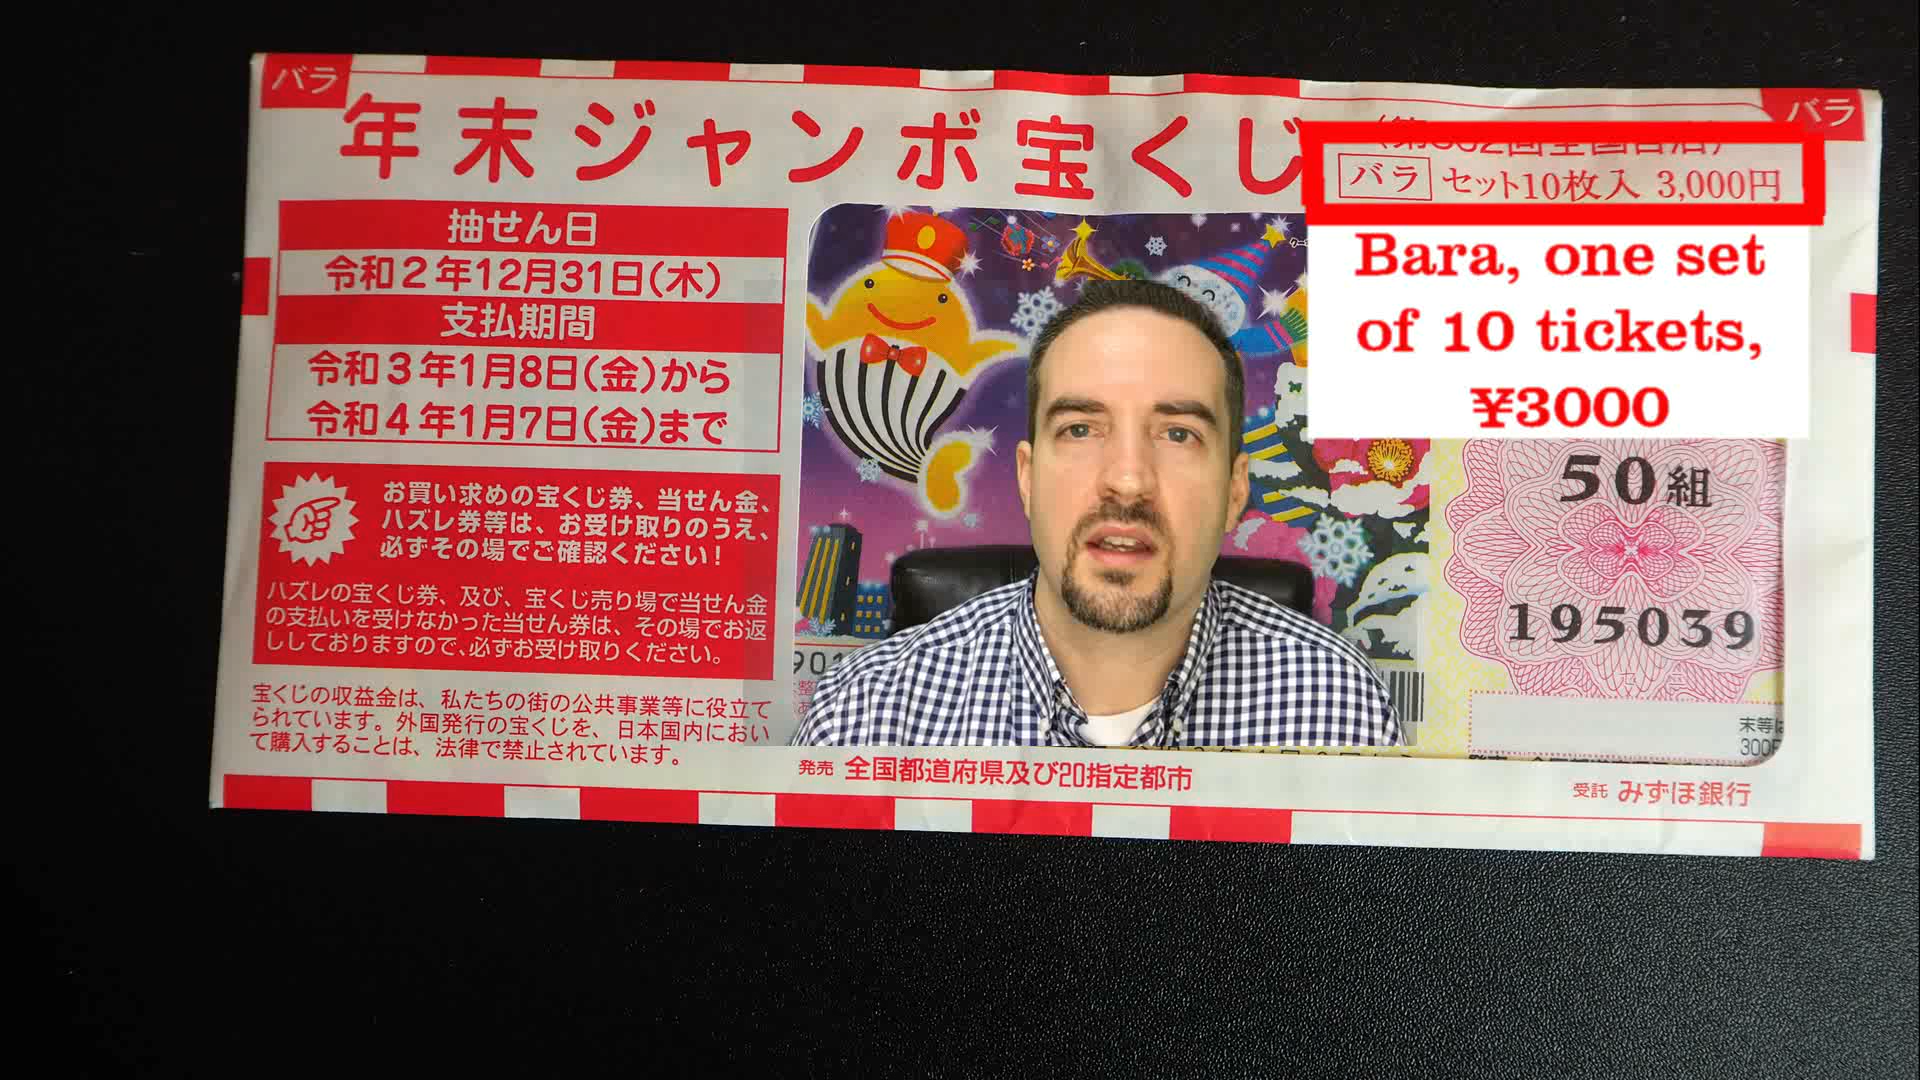 バラ
バラ
年末ジャンボ宝くじ
バラ セット10枚入 3,000円
Bara, one set
of 10 tickets,
¥3000
抽せん日
令和2年12月31日(木)
支払期間
令和3年1月8日(金)から
令和4年1月7日(金)まで
お買い求めの宝くじ券、当せん金、
ハズレ券等は、お受け取りのうえ、
必ずその場でご確認ください!
ハズレの宝くじ券、及び、宝くじ売り場で当せん金
の支払いを受けなかった当せん券は、その場でお返
ししておりますので、必ずお受け取りください。
宝くじの収益金は、私たちの街の公共事業等に役立て
られています。外国発行の宝くじを、日本国内におい
て購入することは、法律で禁止されています。
50組
195039
末等は
300円
発売 全国都道府県及び20指定都市
受託 みずほ銀行